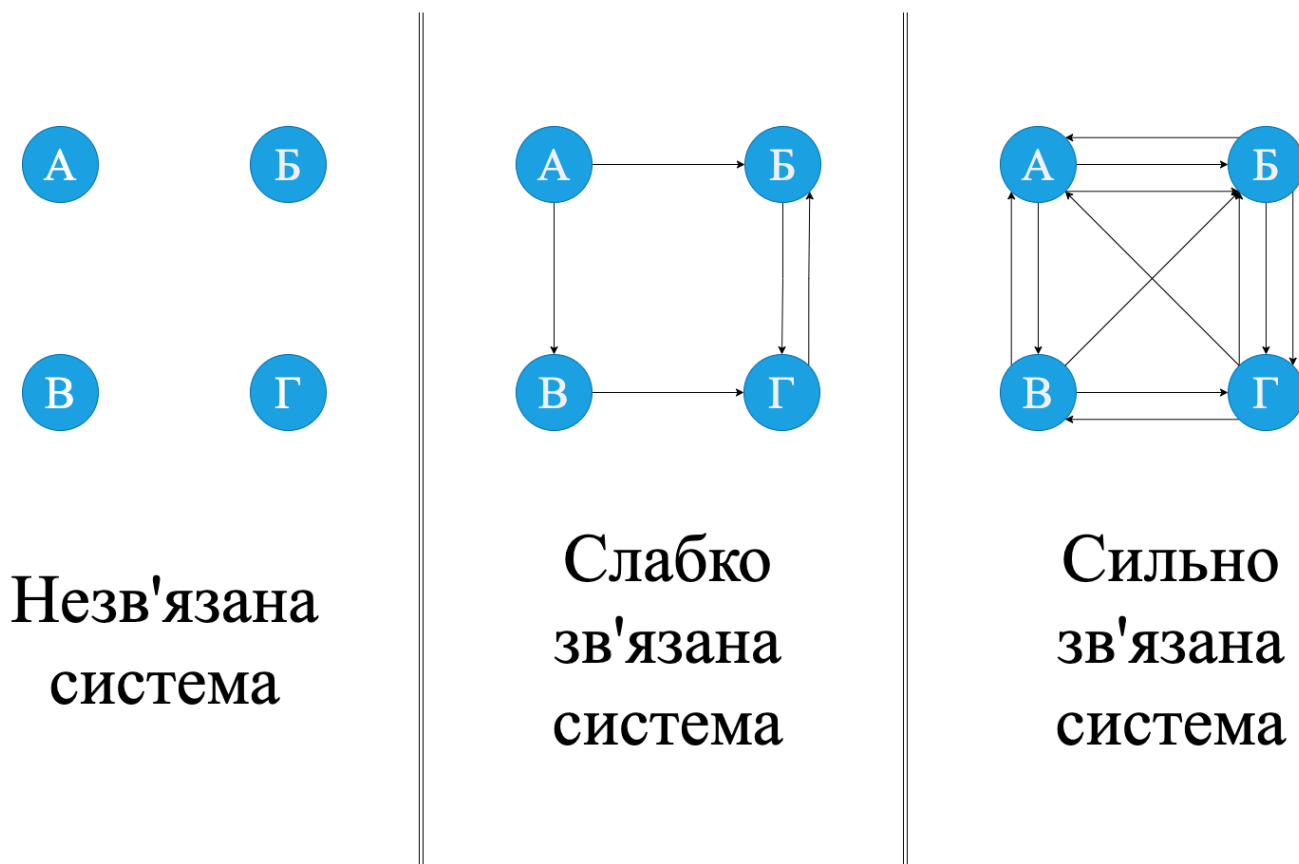 А Б
В Г
Незв'язана
система
А Б
В Г
Слабко
зв'язана
система
А Б
В Г
Сильно
зв'язана
система